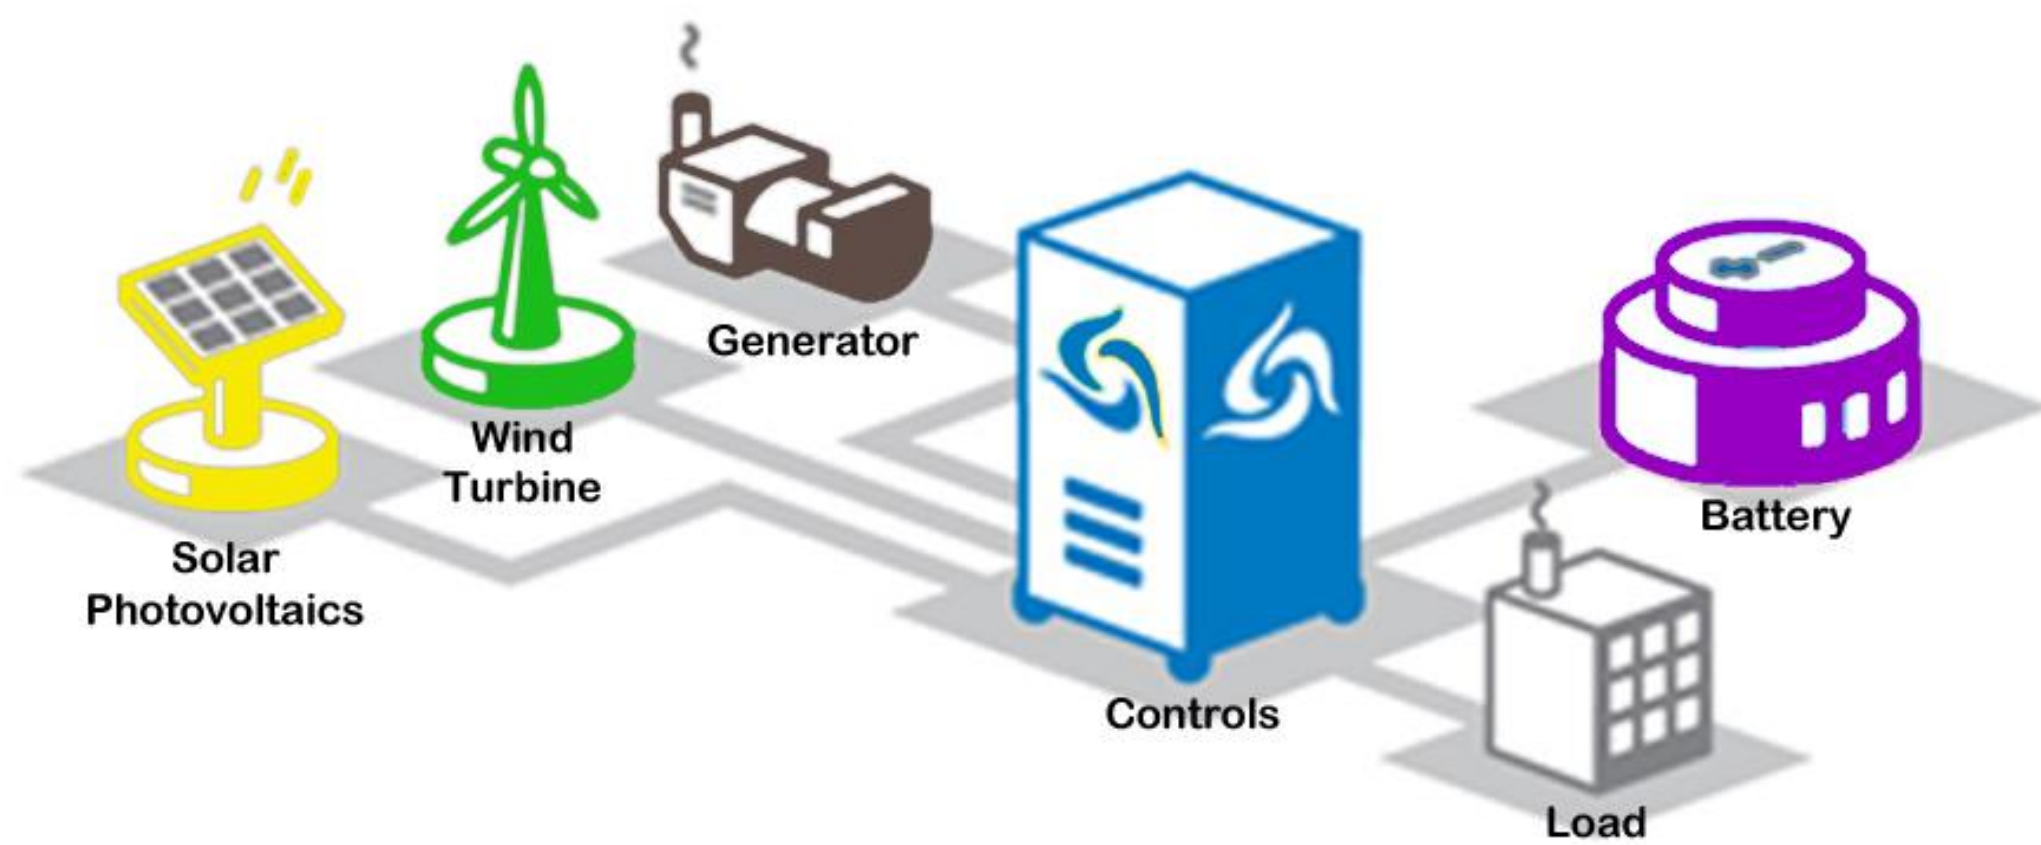 Generator
Wind
Turbine
Solar
Photovoltaics
Controls
Battery
Load